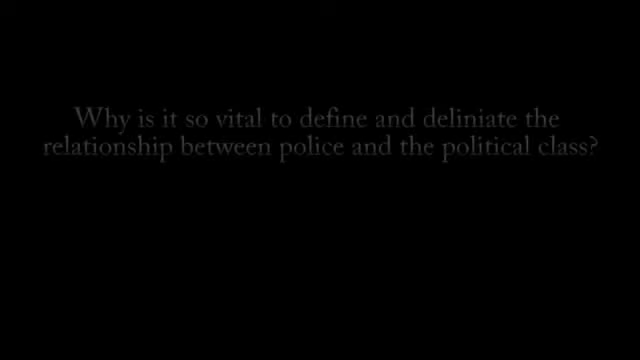 Why is it so vital to define and deliniate the
relationship between police and the political class?